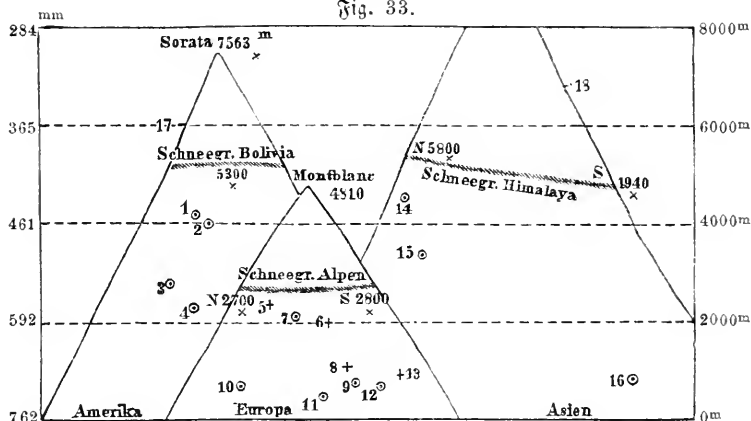 Fig. 33.
mm
284
8000m
Sorata 7563 m
18
365
17
6000m
N 5800
Schneegr. Bolivia
Schneegr. Himalaya
S 4940
5300
Montblanc
4810
1
14
461
2
4000m
15
Schneegr. Alpen
3
N 2700
S 2800
4
5
7
6
592
2000m
8
13
10
9
12
16
11
762
Amerika
Europa
Asien
0m